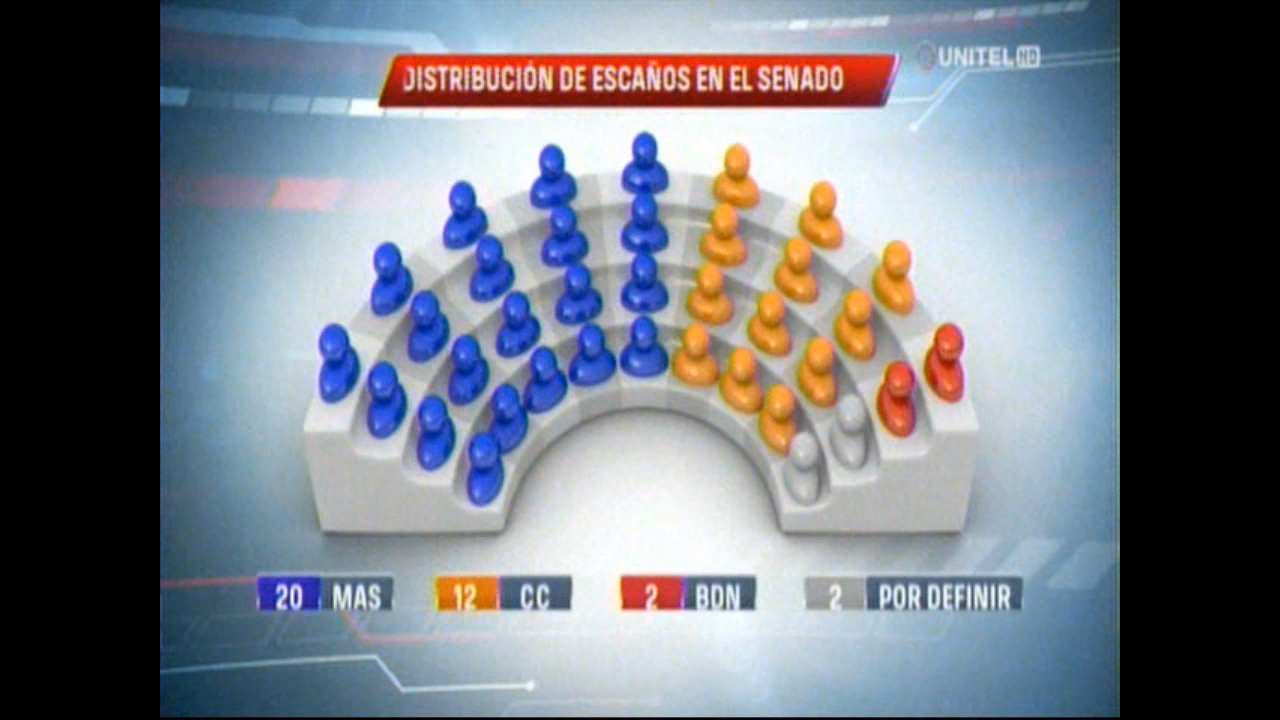 DISTRIBUCIÓN DE ESCAÑOS EN EL SENADO
UNITEL HD
20 MAS
12 CC
2 BDN
2 POR DEFINIR